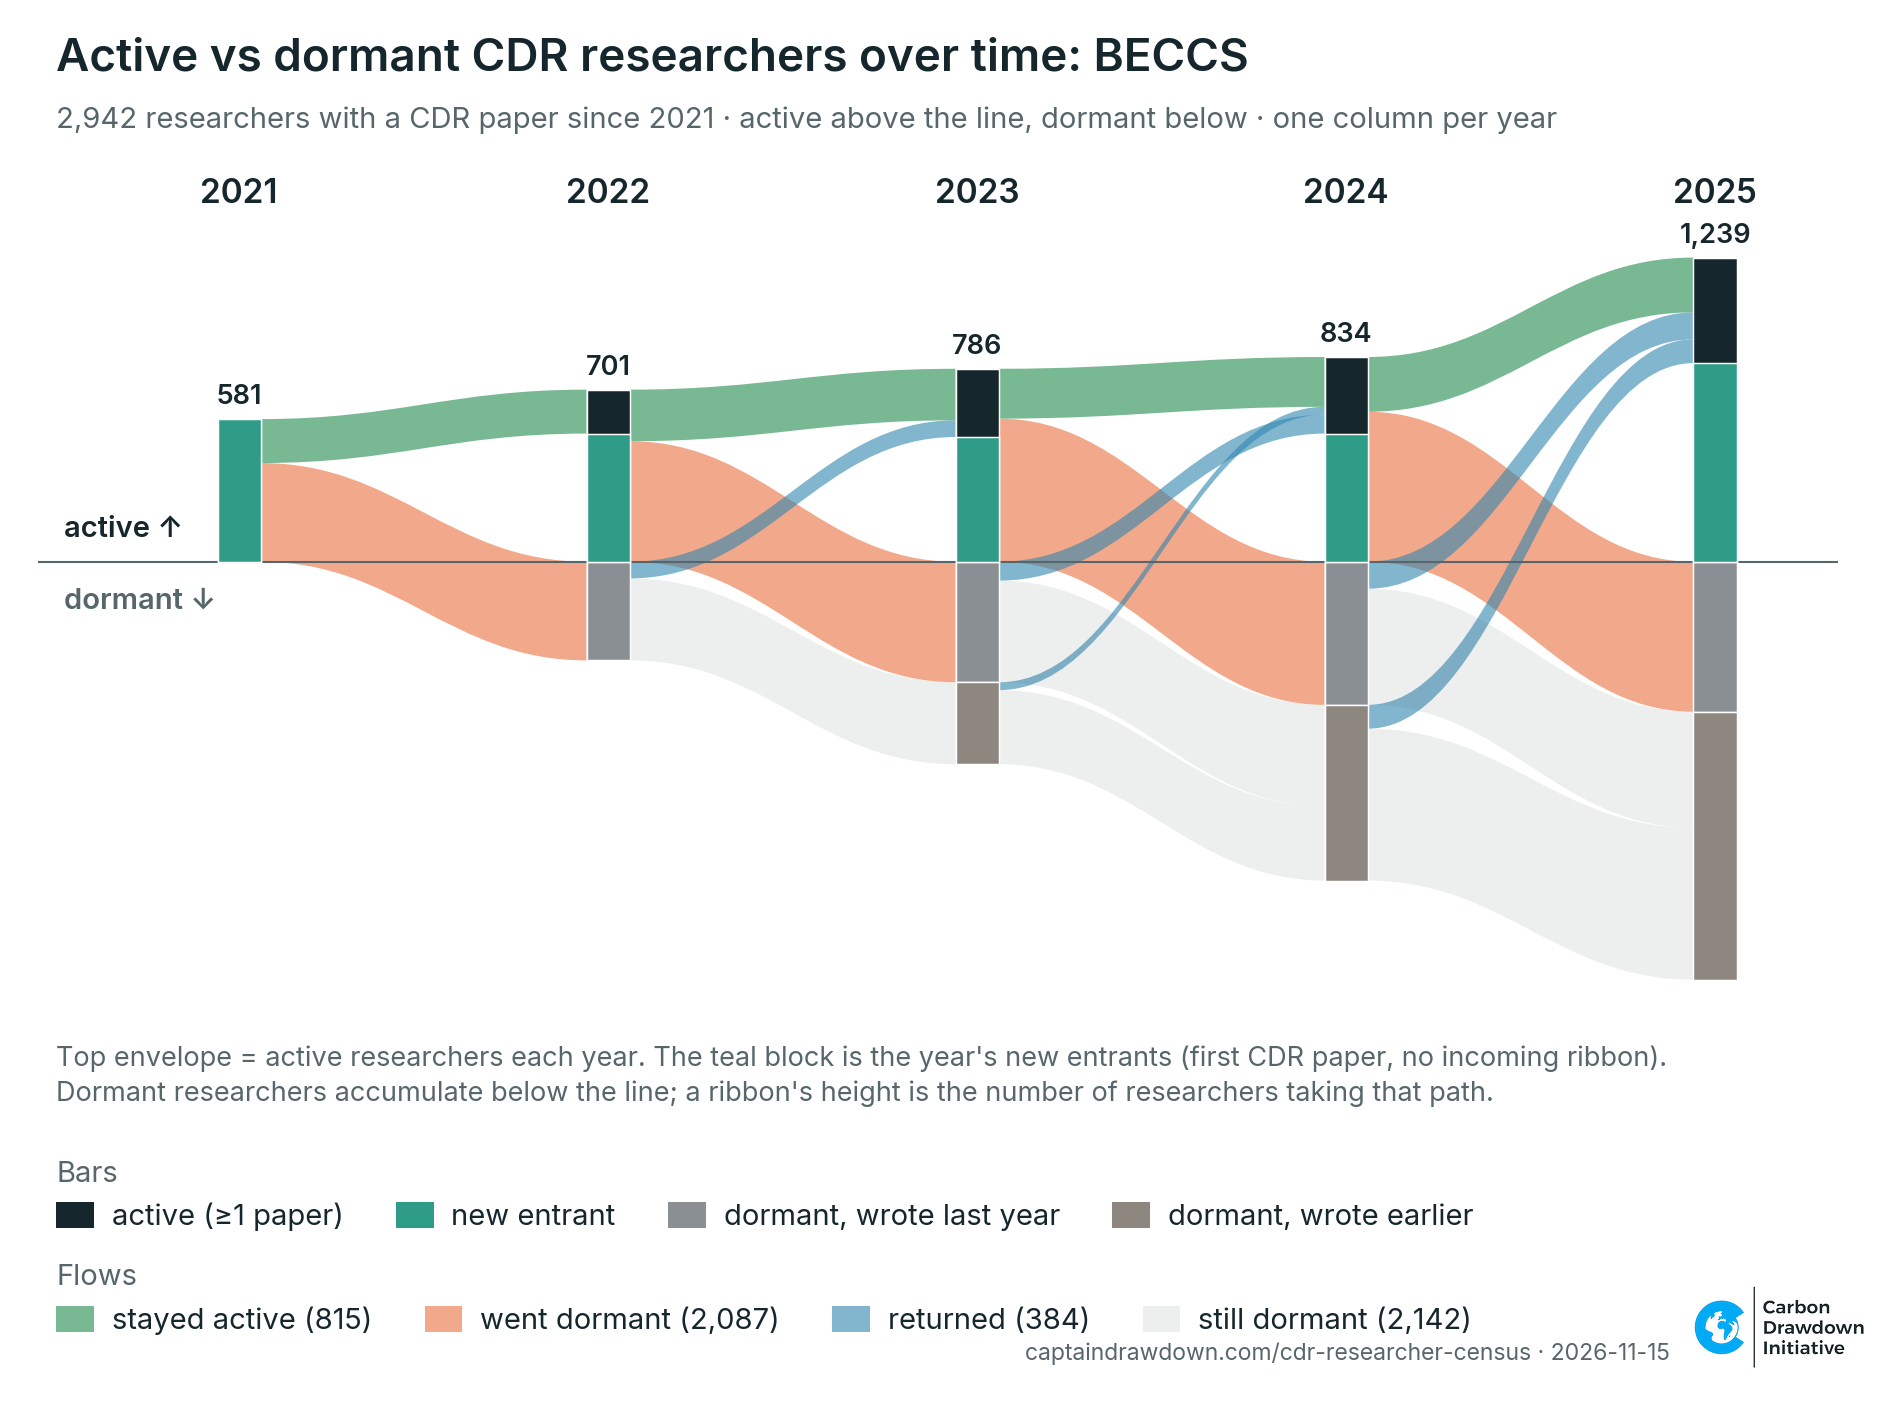 Active vs dormant CDR researchers over time: BECCS
2,942 researchers with a CDR paper since 2021 · active above the line, dormant below · one column per year
2021 2022 2023 2024 2025
1,239
834
786
701
581
active ↑
dormant ↓
Top envelope = active researchers each year. The teal block is the year's new entrants (first CDR paper, no incoming ribbon).
Dormant researchers accumulate below the line; a ribbon's height is the number of researchers taking that path.
Bars
active (≥1 paper) new entrant dormant, wrote last year dormant, wrote earlier
Flows
stayed active (815) went dormant (2,087) returned (384) still dormant (2,142)
captaindrawdown.com/cdr-researcher-census · 2026-11-15
Carbon
Drawdown
Initiative